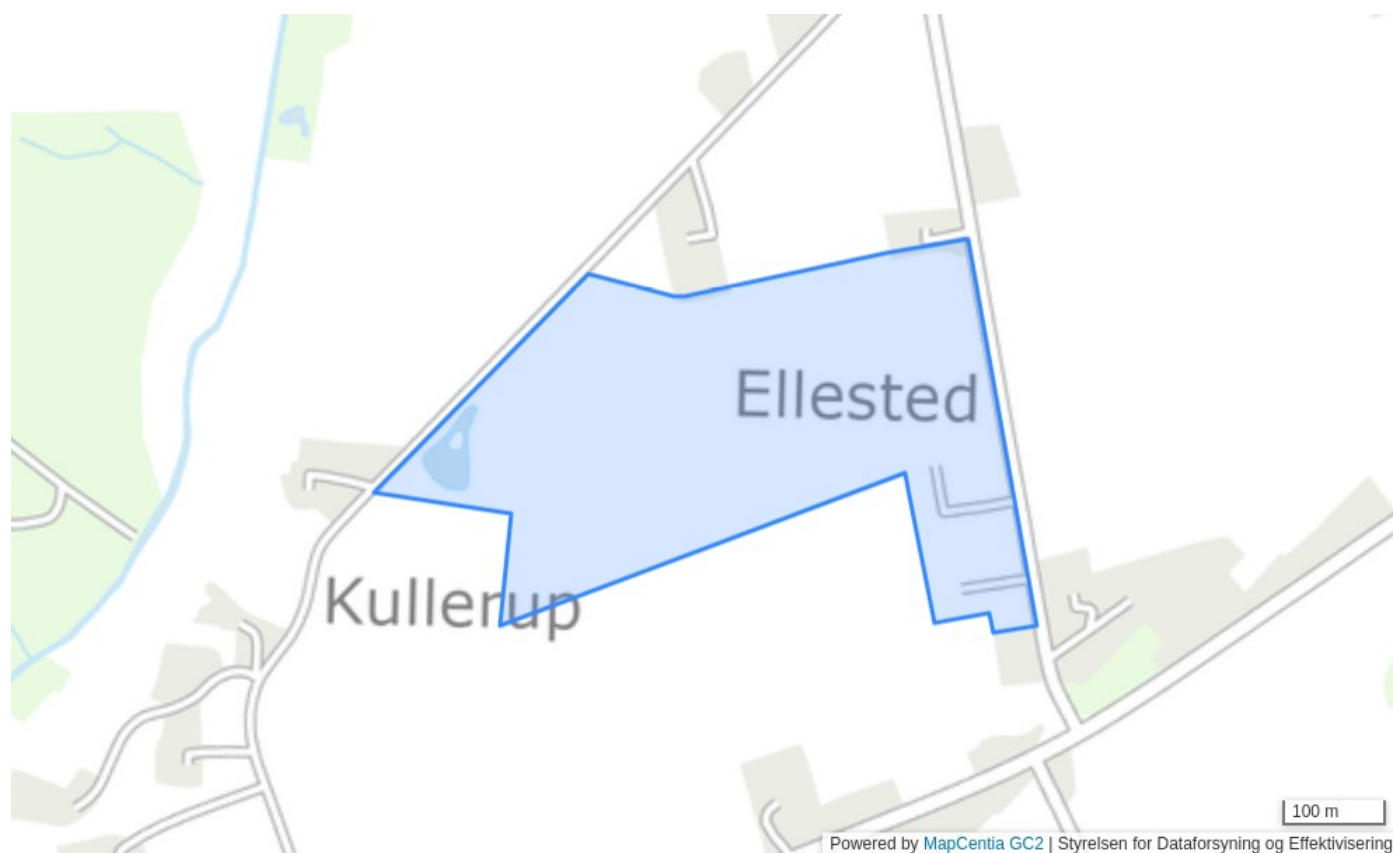 Ellested
Kullerup
100 m
Powered by MapCentia GC2 | Styrelsen for Dataforsyning og Effektivisering